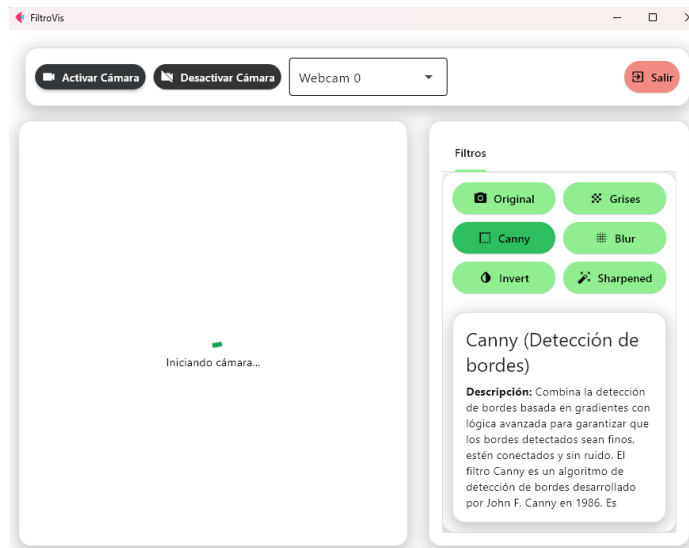 FiltroVis
Activar Cámara
Desactivar Cámara
Webcam 0
Salir
Iniciando cámara...
Filtros
Original
Grises
Canny
Blur
Invert
Sharpened
Canny (Detección de
bordes)
Descripción: Combina la detección
de bordes basada en gradientes con
lógica avanzada para garantizar que
los bordes detectados sean finos,
estén conectados y sin ruido. El
filtro Canny es un algoritmo de
detección de bordes desarrollado
por John F. Canny en 1986. Es